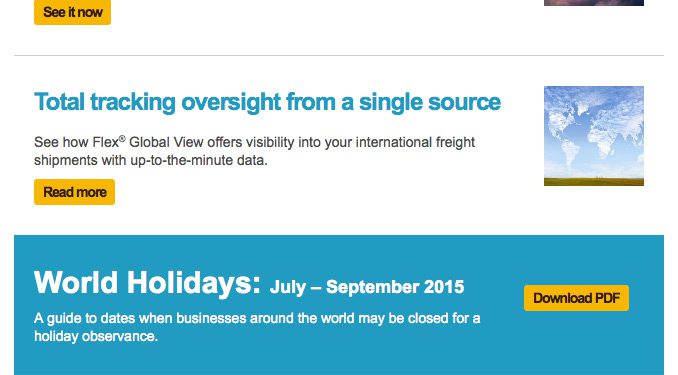 See it now
Total tracking oversight from a single source
See how Flex® Global View offers visibility into your international freight
shipments with up-to-the-minute data.
Read more
World Holidays: July – September 2015
Download PDF
A guide to dates when businesses around the world may be closed for a
holiday observance.